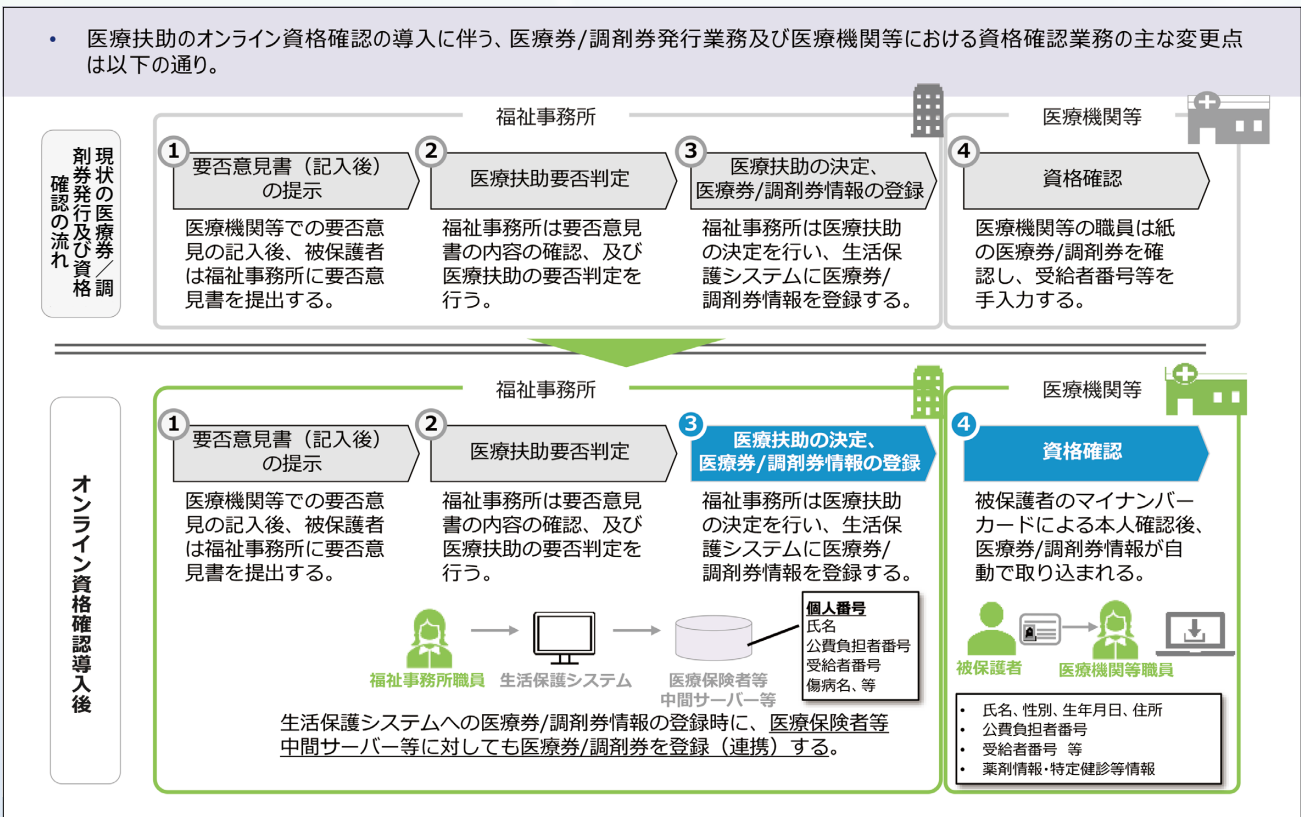 • 医療扶助のオンライン資格確認の導入に伴う、医療券/調剤券発行業務及び医療機関等における資格確認業務の主な変更点
は以下の通り。
現状の医療券/調
剤券発行及び資格
確認の流れ
福祉事務所
医療機関等
1
要否意見書（記入後）
の提示
2
医療扶助要否判定
3
医療扶助の決定、
医療券/調剤券情報の登録
4
資格確認
医療機関等での要否意
見の記入後、被保護者
は福祉事務所に要否意
見書を提出する。
福祉事務所は要否意見
書の内容の確認、及び
医療扶助の要否判定を
行う。
福祉事務所は医療扶助
の決定を行い、生活保
護システムに医療券/
調剤券情報を登録する。
医療機関等の職員は紙
の医療券/調剤券を確
認し、受給者番号等を
手入力する。
オンライン資格確認導入後
福祉事務所
医療機関等
1
要否意見書（記入後）
の提示
2
医療扶助要否判定
3
医療扶助の決定、
医療券/調剤券情報の登録
4
資格確認
医療機関等での要否意
見の記入後、被保護者
は福祉事務所に要否意
見書を提出する。
福祉事務所は要否意見
書の内容の確認、及び
医療扶助の要否判定を
行う。
福祉事務所は医療扶助
の決定を行い、生活保
護システムに医療券/
調剤券情報を登録する。
被保護者のマイナンバー
カードによる本人確認後、
医療券/調剤券情報が自
動で取り込まれる。
福祉事務所職員
生活保護システム
医療保険者等
中間サーバー等
個人番号
氏名
公費負担者番号
受給者番号
傷病名、等
被保護者
医療機関等職員
生活保護システムへの医療券/調剤券情報の登録時に、医療保険者等
中間サーバー等に対しても医療券/調剤券を登録（連携）する。
• 氏名、性別、生年月日、住所
• 公費負担者番号
• 受給者番号 等
• 薬剤情報・特定健診等情報